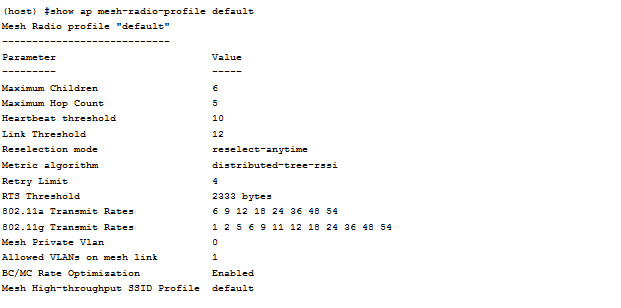 (host) #show ap mesh-radio-profile default
Mesh Radio profile "default"
----------------------------
Parameter Value
--------- -----
Maximum Children 6
Maximum Hop Count 5
Heartbeat threshold 10
Link Threshold 12
Reselection mode reselect-anytime
Metric algorithm distributed-tree-rssi
Retry Limit 4
RTS Threshold 2333 bytes
802.11a Transmit Rates 6 9 12 18 24 36 48 54
802.11g Transmit Rates 1 2 5 6 9 11 12 18 24 36 48 54
Mesh Private Vlan 0
Allowed VLANs on mesh link 1
BC/MC Rate Optimization Enabled
Mesh High-throughput SSID Profile default